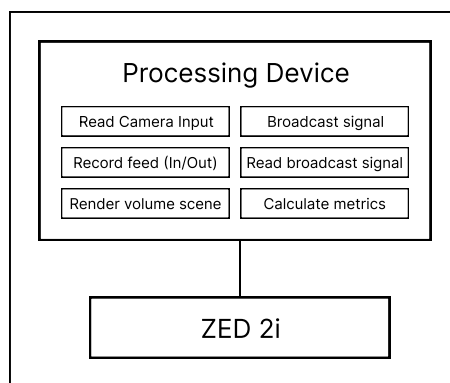 Processing Device
Read Camera Input
Broadcast signal
Record feed (In/Out)
Read broadcast signal
Render volume scene
Calculate metrics
ZED 2i